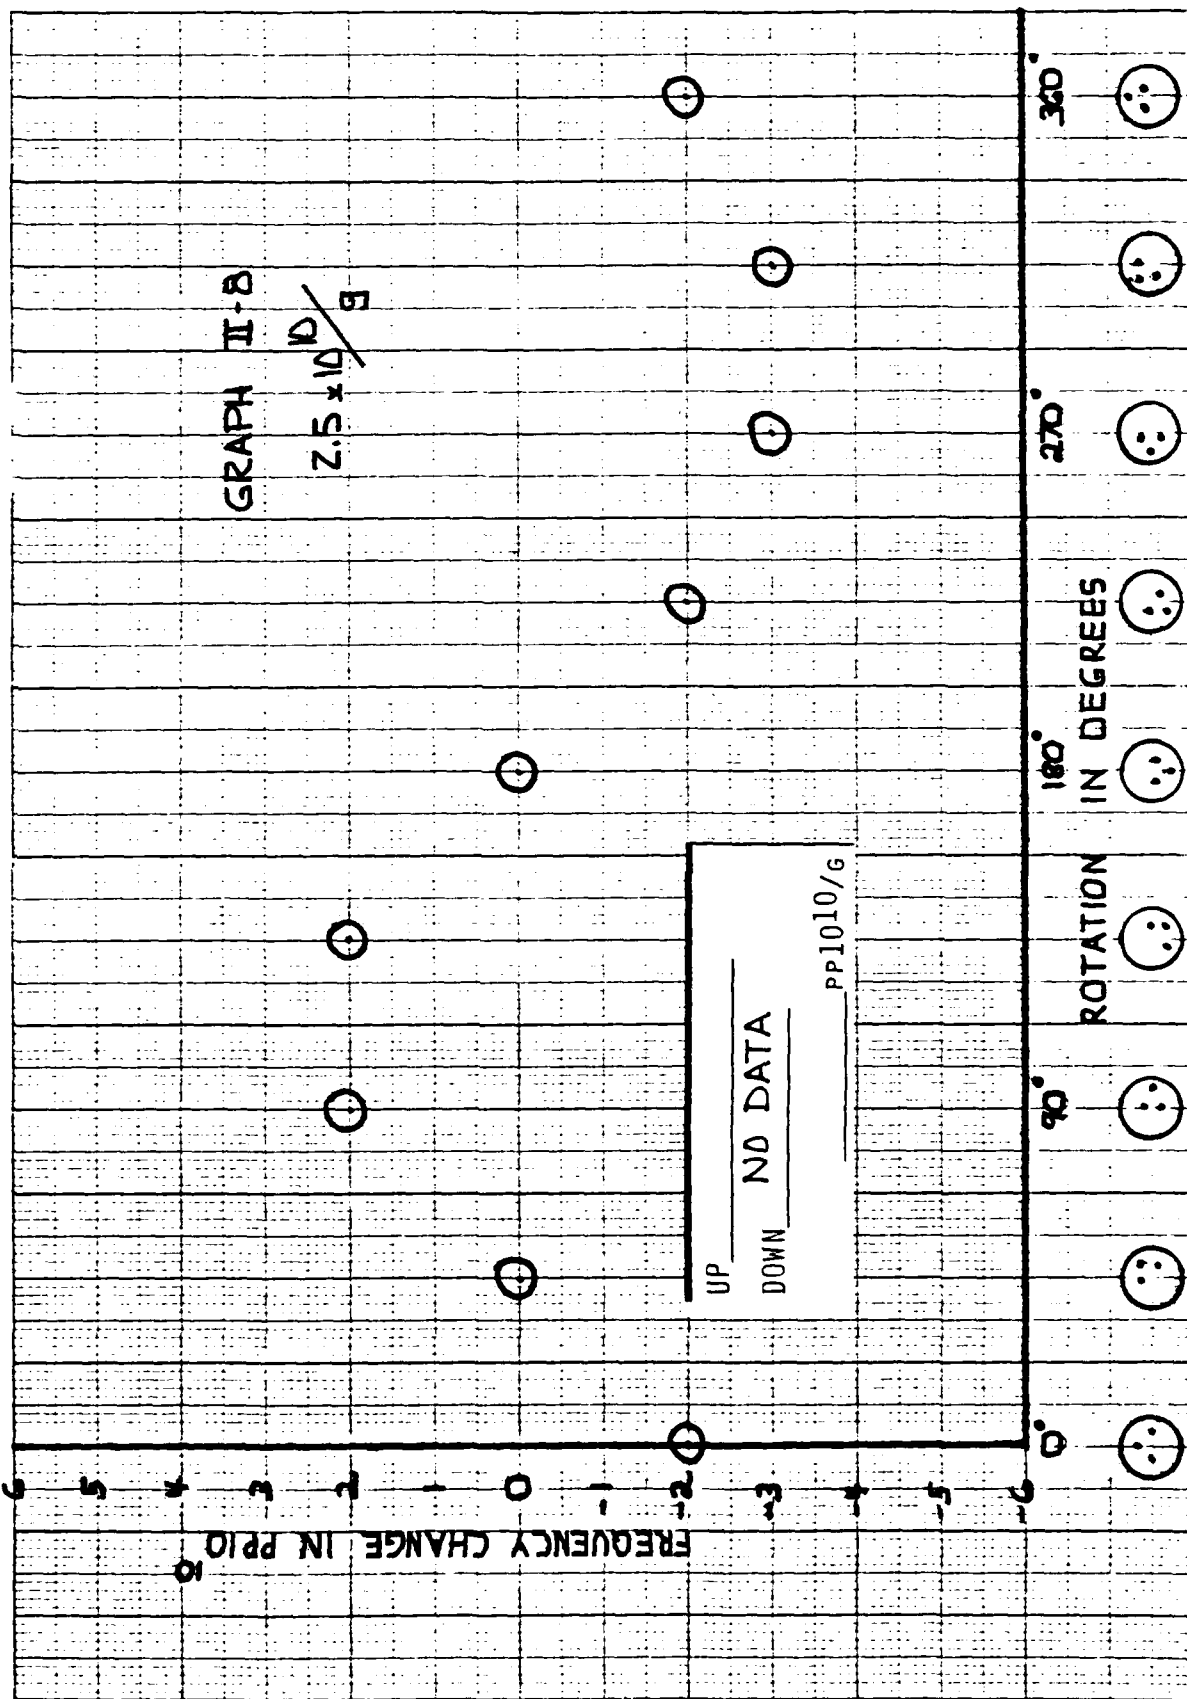 GRAPH II-8
2.5 x 10^10/g
6
5
4
3
2
1
0
-1
-2
-3
-4
-5
-6
FREQUENCY CHANGE IN PP10^10
UP
DOWN NO DATA
PP10^10/G
0° 90° 180° 270° 360°
ROTATION IN DEGREES